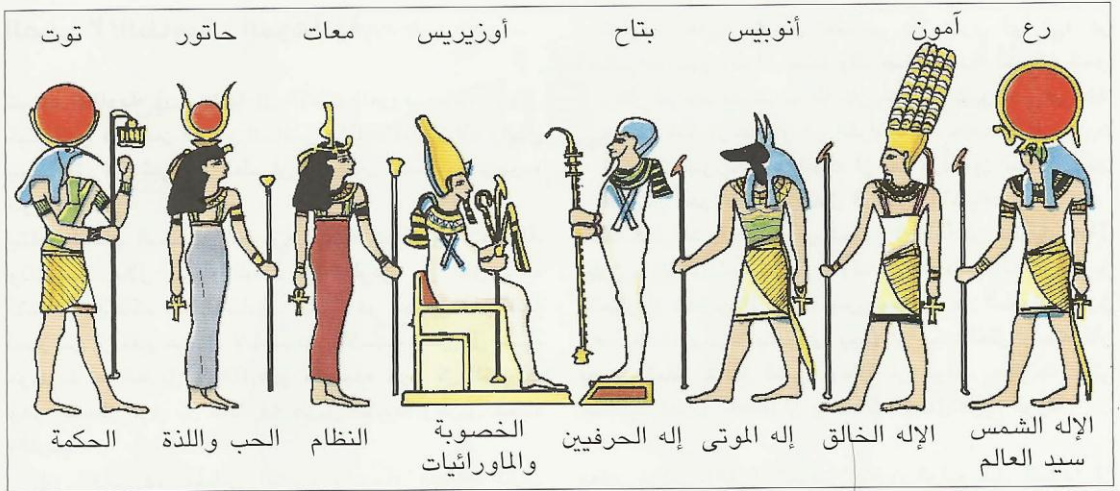 رع آمون أنوبيس بتاح أوزيريس معات حاتور توت
الإله الشمس الإله الخالق إله الموتى إله الحرفيين الخصوبة النظام الحب واللذة الحكمة
سيد العالم والماورائيات